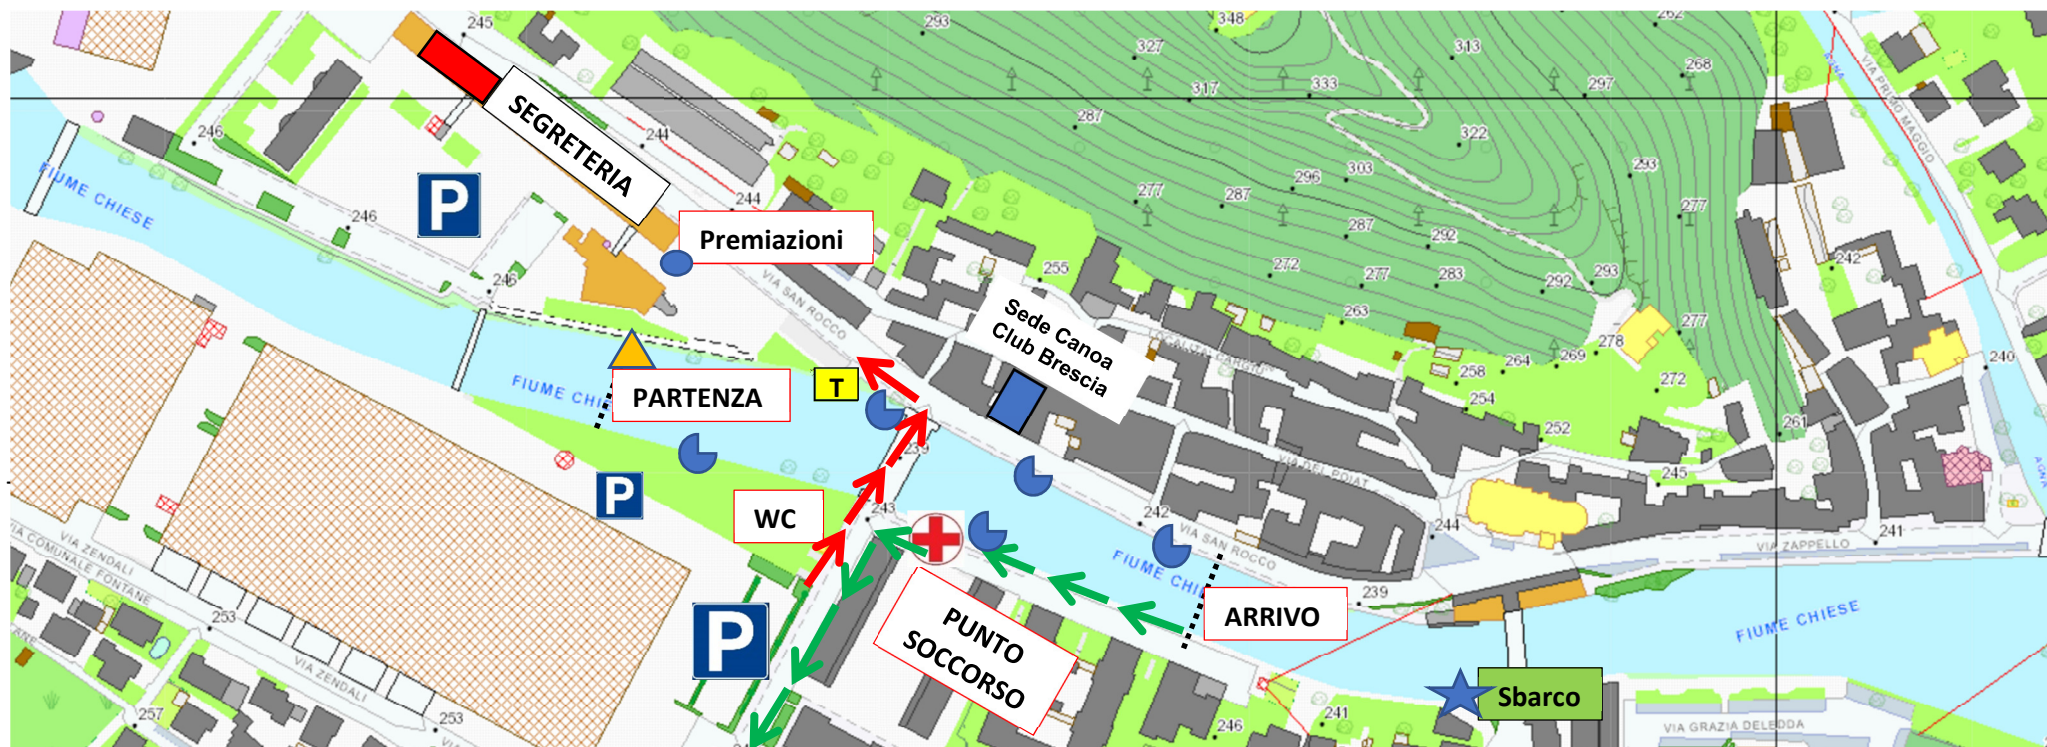 245
293
348
262
327
313
268
297
317
333
287
322
246
244
SEGRETERIA
FIUME CHIESE
P
246
244
303
293
296
277
287
277
287
292
Premiazioni
VIA SAN ROCCO
255
272
277
283
292
293
242
VIA PRIMO MAGGIO
246
263
277
278
264
269
258
272
254
252
261
240
Sede Canoa
Club Brescia
T
PARTENZA
FIUME CHIE
239
VIA DEL POIAT
245
P
WC
243
242
VIA SAN ROCCO
244
VIA ZAPPELLO
241
FIUME CHI
239
ARRIVO
FIUME CHIESE
PUNTO
SOCCORSO
P
VIA ZENDALI
VIA COMUNALE FONTANE
253
VIA ZENDALI
253
257
246
241
Sbarco
VIA GRAZIA DELEDDA